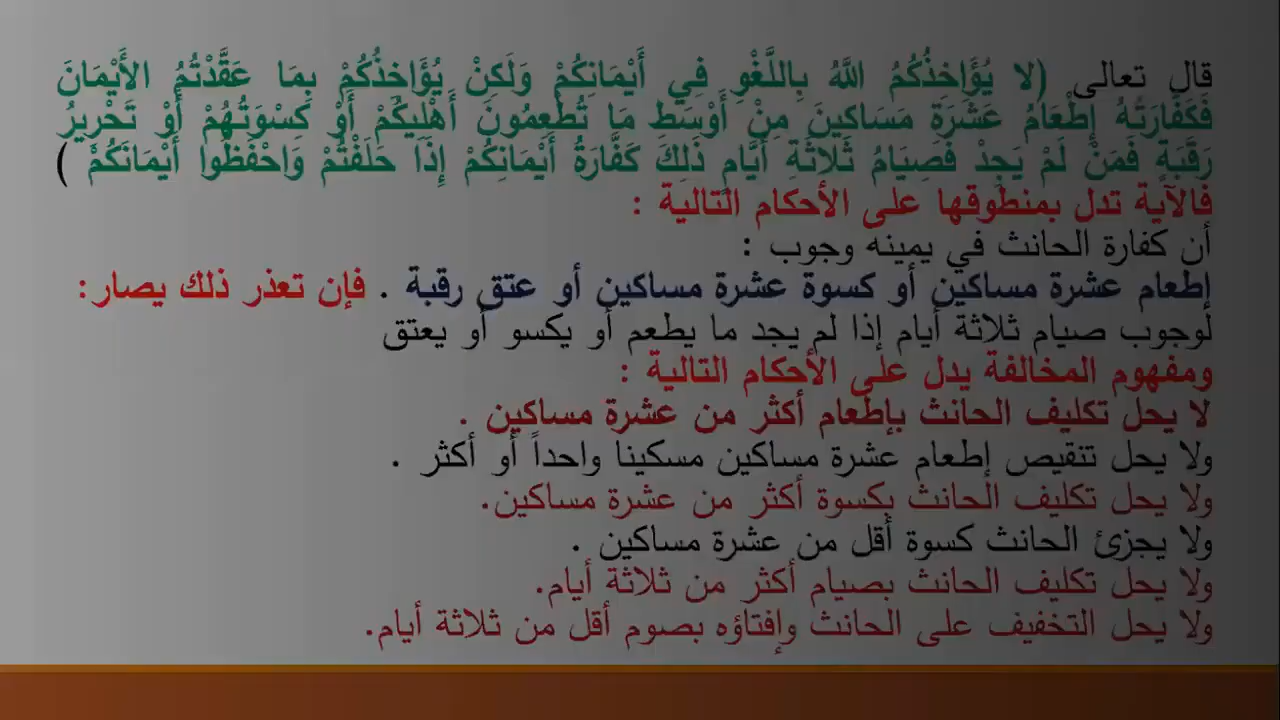 قال تعالى (لا يُؤَاخِذُكُمُ اللَّهُ بِاللَّغْوِ فِي أَيْمَانِكُمْ وَلَكِنْ يُؤَاخِذُكُمْ بِمَا عَقَّدْتُمُ الأَيْمَانَ
فَكَفَّارَتُهُ إِطْعَامُ عَشَرَةِ مَسَاكِينَ مِنْ أَوْسَطِ مَا تُطْعِمُونَ أَهْلِيكُمْ أَوْ كِسْوَتُهُمْ أَوْ تَحْرِيرُ
رَقَبَةٍ فَمَنْ لَمْ يَجِدْ فَصِيَامُ ثَلاثَةِ أَيَّامٍ ذَلِكَ كَفَّارَةُ أَيْمَانِكُمْ إِذَا حَلَفْتُمْ وَاحْفَظُوا أَيْمَانَكُمْ )
فالآية تدل بمنطوقها على الأحكام التالية :
أن كفارة الحانث في يمينه وجوب :
إطعام عشرة مساكين أو كسوة عشرة مساكين أو عتق رقبة . فإن تعذر ذلك يصار:
لوجوب صيام ثلاثة أيام إذا لم يجد ما يطعم أو يكسو أو يعتق
ومفهوم المخالفة يدل على الأحكام التالية :
لا يحل تكليف الحانث بإطعام أكثر من عشرة مساكين .
ولا يحل تنقيص إطعام عشرة مساكين مسكينا واحداً أو أكثر .
ولا يحل تكليف الحانث بكسوة أكثر من عشرة مساكين.
ولا يجزئ الحانث كسوة أقل من عشرة مساكين .
ولا يحل تكليف الحانث بصيام أكثر من ثلاثة أيام.
ولا يحل التخفيف على الحانث وإفتاؤه بصوم أقل من ثلاثة أيام.